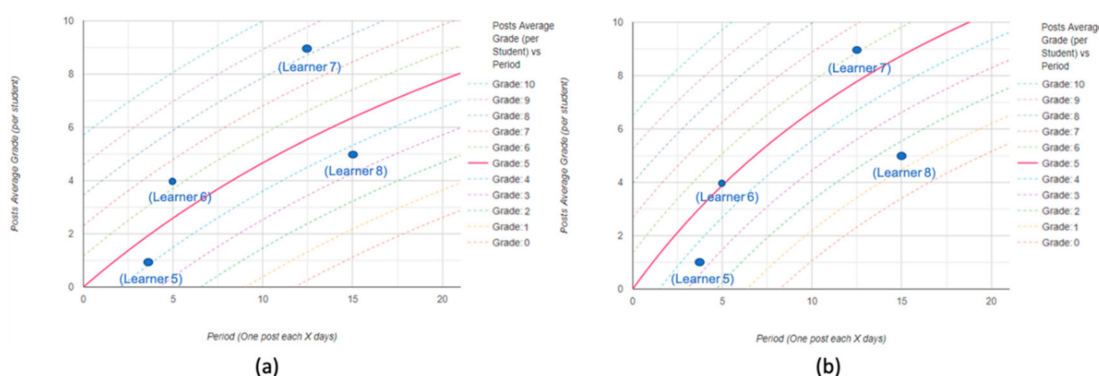 Posts Average Grade (per student)
10
8
6
4
2
0
0
5
10
15
20
(Learner 7)
(Learner 6)
(Learner 8)
(Learner 5)
Period (One post each X days)
Posts Average
Grade (per
Student) vs
Period
Grade: 10
Grade: 9
Grade: 8
Grade: 7
Grade: 6
Grade: 5
Grade: 4
Grade: 3
Grade: 2
Grade: 1
Grade: 0
(a)
Posts Average Grade (per student)
10
8
6
4
2
0
0
5
10
15
20
(Learner 7)
(Learner 6)
(Learner 8)
(Learner 5)
Period (One post each X days)
Posts Average
Grade (per
Student) vs
Period
Grade: 10
Grade: 9
Grade: 8
Grade: 7
Grade: 6
Grade: 5
Grade: 4
Grade: 3
Grade: 2
Grade: 1
Grade: 0
(b)